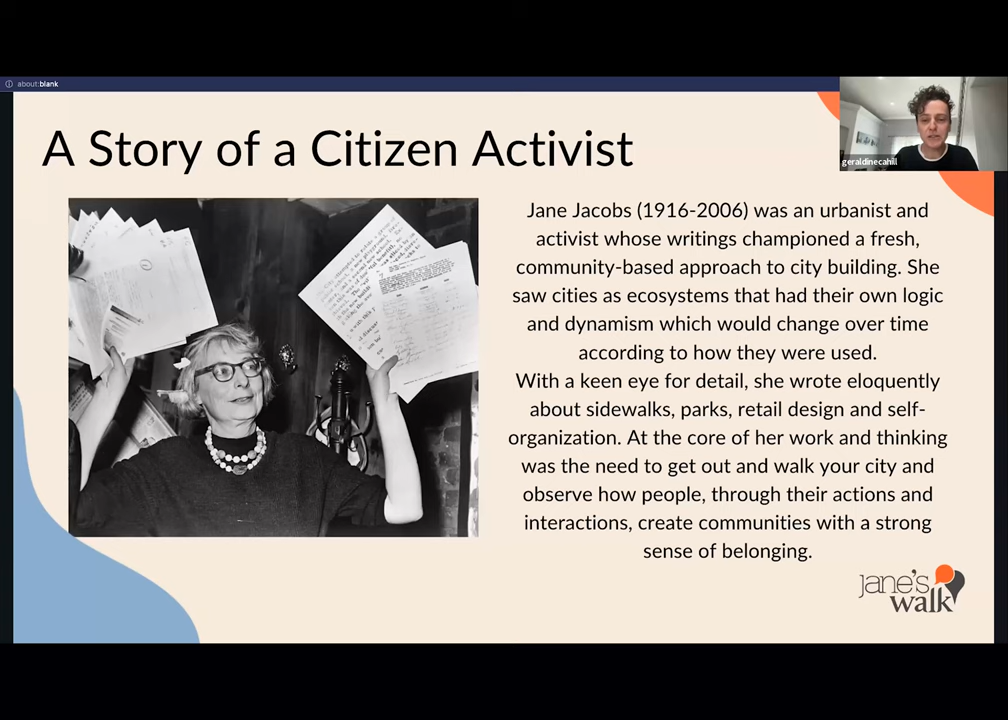 about:blank
geraldinecahill
A Story of a Citizen Activist
Jane Jacobs (1916-2006) was an urbanist and
activist whose writings championed a fresh,
community-based approach to city building. She
saw cities as ecosystems that had their own logic
and dynamism which would change over time
according to how they were used.
With a keen eye for detail, she wrote eloquently
about sidewalks, parks, retail design and self-
organization. At the core of her work and thinking
was the need to get out and walk your city and
observe how people, through their actions and
interactions, create communities with a strong
sense of belonging.
jane's
walk